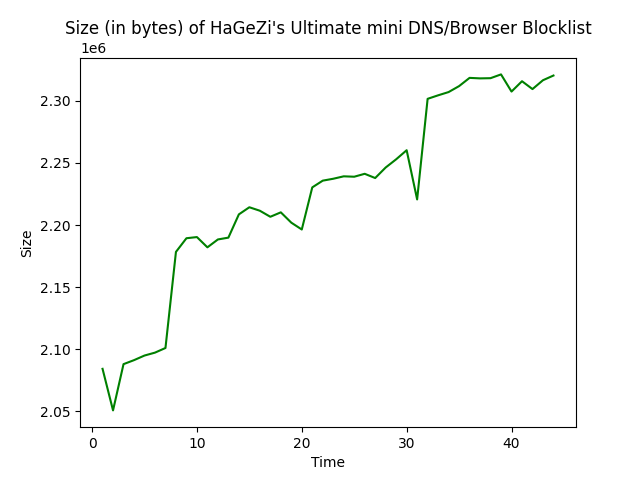 Size (in bytes) of HaGeZi's Ultimate mini DNS/Browser Blocklist
1e6
2.30
2.25
2.20
2.15
2.10
2.05
Size
0 10 20 30 40
Time